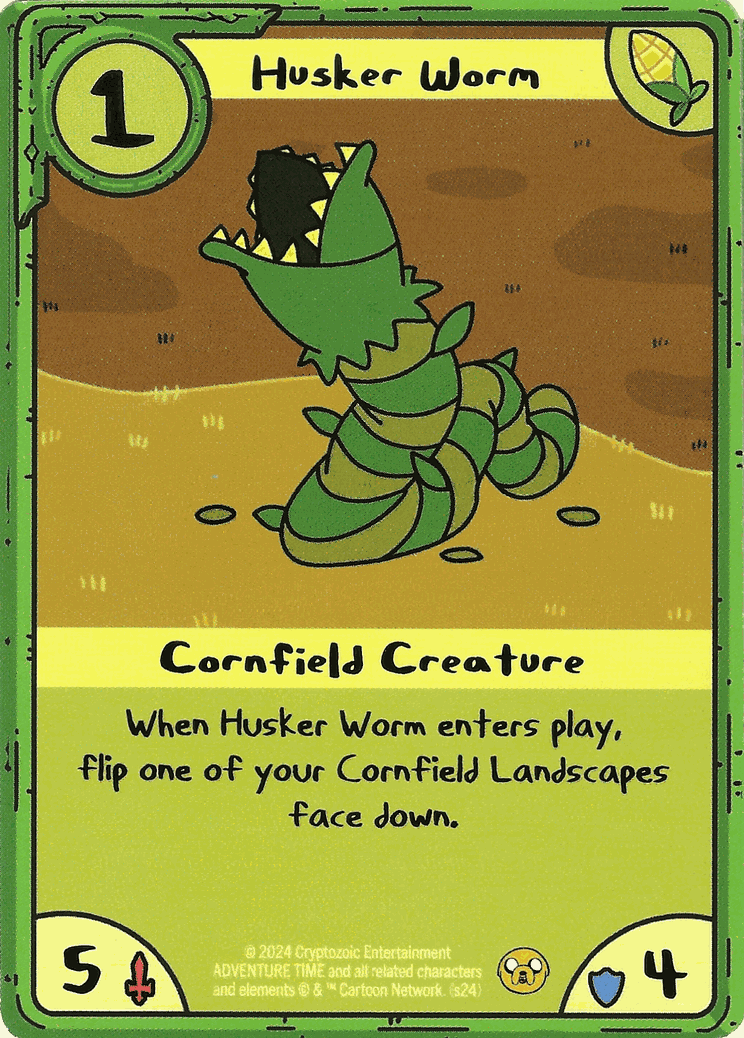 1
Husker Worm
Cornfield Creature
When Husker Worm enters play,
flip one of your Cornfield Landscapes
face down.
5
© 2024 Cryptozoic Entertainment
ADVENTURE TIME and all related characters
and elements © & ™ Cartoon Network. (s24)
4